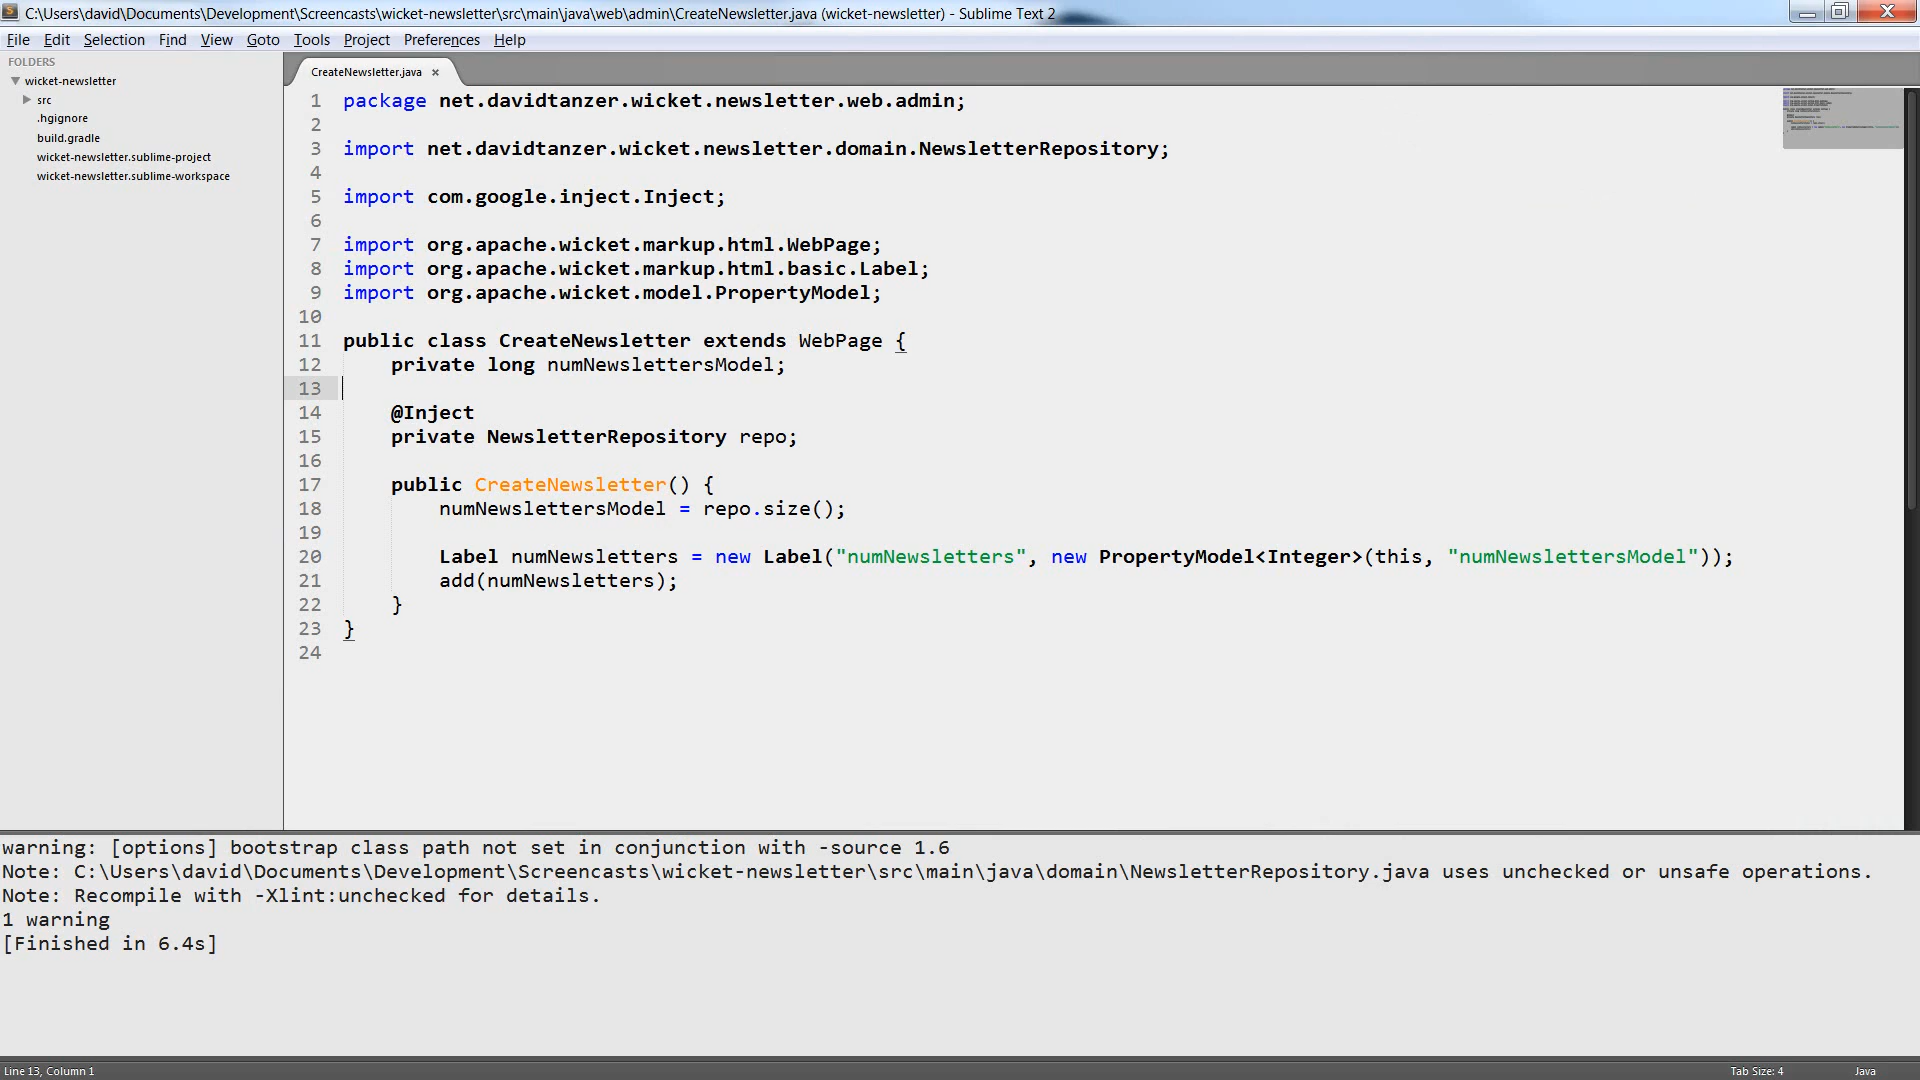 C:\Users\david\Documents\Development\Screencasts\wicket-newsletter\src\main\java\web\admin\CreateNewsletter.java (wicket-newsletter) - Sublime Text 2
File Edit Selection Find View Goto Tools Project Preferences Help
FOLDERS
wicket-newsletter
src
.hgignore
build.gradle
wicket-newsletter.sublime-project
wicket-newsletter.sublime-workspace
CreateNewsletter.java ×
1 package net.davidtanzer.wicket.newsletter.web.admin;
2
3 import net.davidtanzer.wicket.newsletter.domain.NewsletterRepository;
4
5 import com.google.inject.Inject;
6
7 import org.apache.wicket.markup.html.WebPage;
8 import org.apache.wicket.markup.html.basic.Label;
9 import org.apache.wicket.model.PropertyModel;
10
11 public class CreateNewsletter extends WebPage {
12     private long numNewslettersModel;
13
14     @Inject
15     private NewsletterRepository repo;
16
17     public CreateNewsletter() {
18         numNewslettersModel = repo.size();
19
20         Label numNewsletters = new Label("numNewsletters", new PropertyModel<Integer>(this, "numNewslettersModel"));
21         add(numNewsletters);
22     }
23 }
24
warning: [options] bootstrap class path not set in conjunction with -source 1.6
Note: C:\Users\david\Documents\Development\Screencasts\wicket-newsletter\src\main\java\domain\NewsletterRepository.java uses unchecked or unsafe operations.
Note: Recompile with -Xlint:unchecked for details.
1 warning
[Finished in 6.4s]
Line 13, Column 1
Tab Size: 4
Java